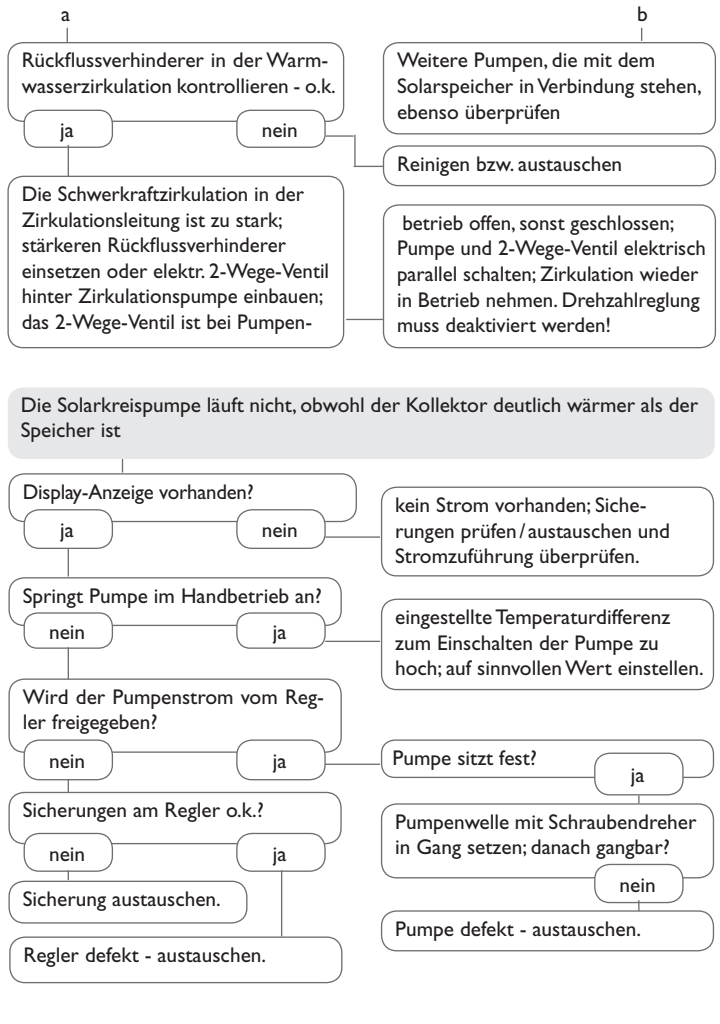 a
Rückflussverhinderer in der Warm-
wasserzirkulation kontrollieren - o.k.
ja
nein
Die Schwerkraftzirkulation in der
Zirkulationsleitung ist zu stark;
stärkeren Rückflussverhinderer
einsetzen oder elektr. 2-Wege-Ventil
hinter Zirkulationspumpe einbauen;
das 2-Wege-Ventil ist bei Pumpen-
b
Weitere Pumpen, die mit dem
Solarspeicher in Verbindung stehen,
ebenso überprüfen
Reinigen bzw. austauschen
betrieb offen, sonst geschlossen;
Pumpe und 2-Wege-Ventil elektrisch
parallel schalten; Zirkulation wieder
in Betrieb nehmen. Drehzahlreglung
muss deaktiviert werden!
Die Solarkreispumpe läuft nicht, obwohl der Kollektor deutlich wärmer als der
Speicher ist
Display-Anzeige vorhanden?
ja
nein
kein Strom vorhanden; Siche-
rungen prüfen/austauschen und
Stromzuführung überprüfen.
Springt Pumpe im Handbetrieb an?
nein
ja
eingestellte Temperaturdifferenz
zum Einschalten der Pumpe zu
hoch; auf sinnvollen Wert einstellen.
Wird der Pumpenstrom vom Reg-
ler freigegeben?
nein
ja
Pumpe sitzt fest?
ja
Sicherungen am Regler o.k.?
nein
ja
Pumpenwelle mit Schraubendreher
in Gang setzen; danach gangbar?
nein
Sicherung austauschen.
Pumpe defekt - austauschen.
Regler defekt - austauschen.